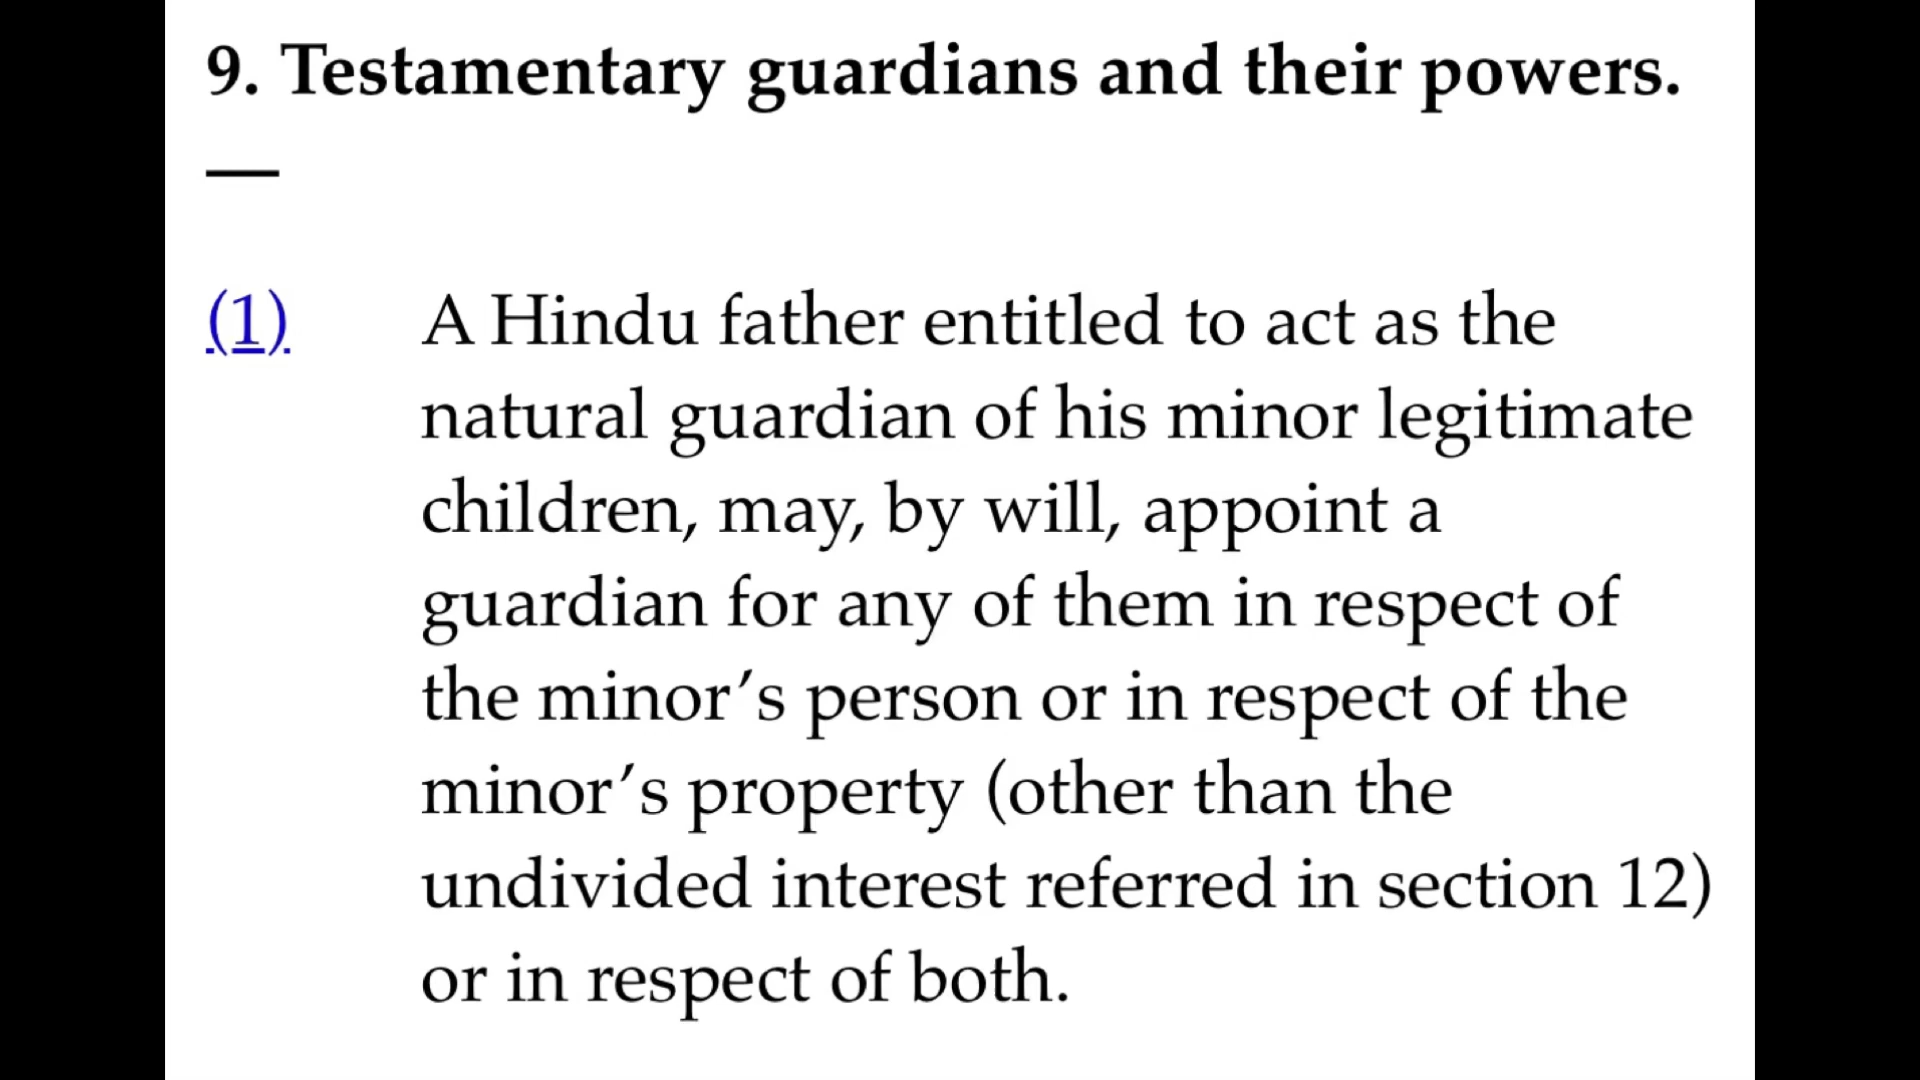 9. Testamentary guardians and their powers.
—
(1) A Hindu father entitled to act as the
natural guardian of his minor legitimate
children, may, by will, appoint a
guardian for any of them in respect of
the minor’s person or in respect of the
minor’s property (other than the
undivided interest referred in section 12)
or in respect of both.